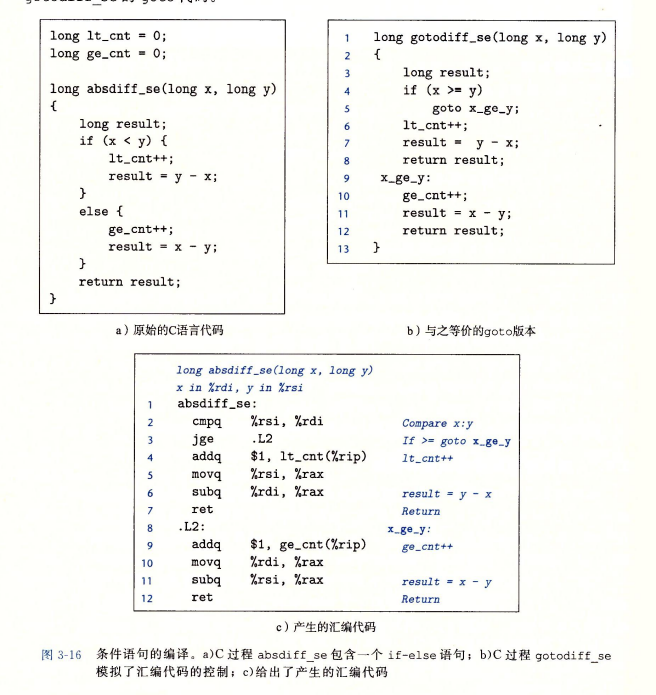 long lt_cnt = 0;
long ge_cnt = 0;
long absdiff_se(long x, long y)
{
    long result;
    if (x < y) {
        lt_cnt++;
        result = y - x;
    }
    else {
        ge_cnt++;
        result = x - y;
    }
    return result;
}
a）原始的C语言代码
1 long gotodiff_se(long x, long y)
2 {
3     long result;
4     if (x >= y)
5         goto x_ge_y;
6     lt_cnt++;
7     result =  y - x;
8     return result;
9  x_ge_y:
10     ge_cnt++;
11     result = x - y;
12     return result;
13 }
b）与之等价的goto版本
long absdiff_se(long x, long y)
x in %rdi, y in %rsi
1 absdiff_se:
2   cmpq    %rsi, %rdi    Compare x:y
3   jge     .L2    If >= goto x_ge_y
4   addq    $1, lt_cnt(%rip)    lt_cnt++
5   movq    %rsi, %rax
6   subq    %rdi, %rax    result = y - x
7   ret    Return
8 .L2:    x_ge_y:
9   addq    $1, ge_cnt(%rip)    ge_cnt++
10   movq    %rdi, %rax
11   subq    %rsi, %rax    result = x - y
12   ret    Return
c）产生的汇编代码
图 3-16 条件语句的编译。a)C 过程 absdiff_se 包含一个 if-else 语句；b)C 过程 gotodiff_se
模拟了汇编代码的控制；c)给出了产生的汇编代码